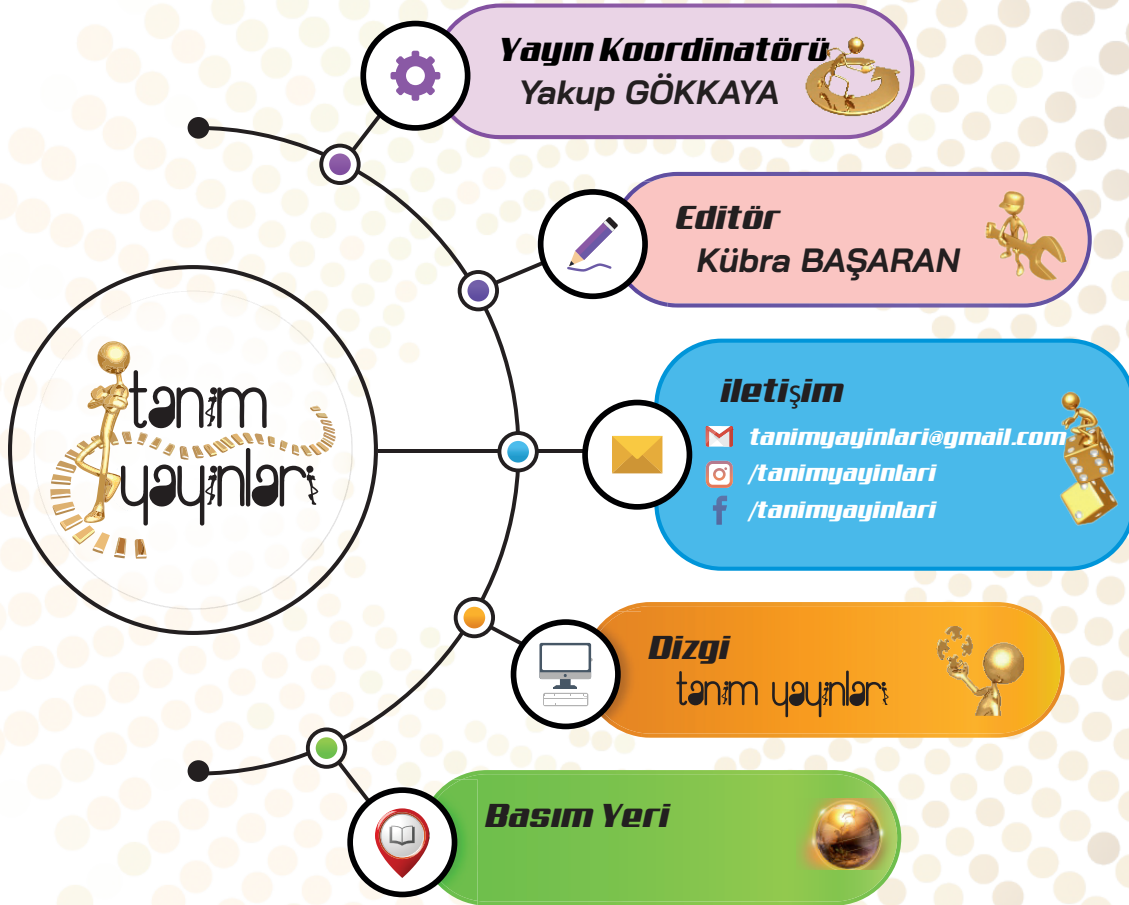 Yayın Koordinatörü
Yakup GÖKKAYA
Editör
Kübra BAŞARAN
tanım
yayınları
iletişim
tanimyayinlari@gmail.com
/tanimyayinlari
/tanimyayinlari
Dizgi
tanım yayınları
Basım Yeri